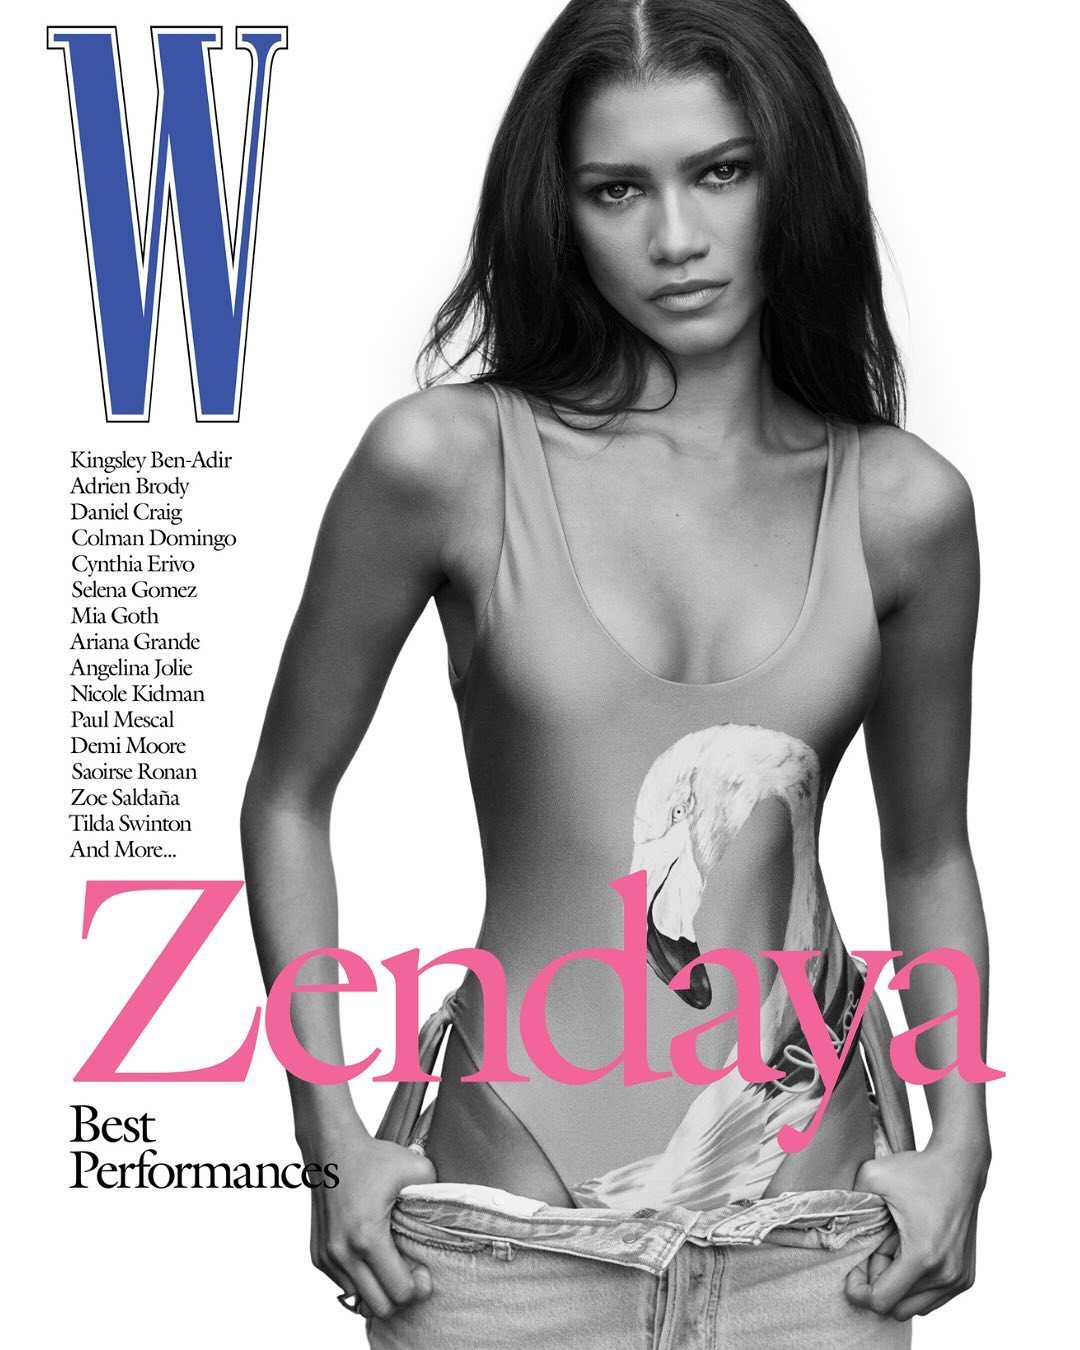 W
Kingsley Ben-Adir
Adrien Brody
Daniel Craig
Colman Domingo
Cynthia Erivo
Selena Gomez
Mia Goth
Ariana Grande
Angelina Jolie
Nicole Kidman
Paul Mescal
Demi Moore
Saoirse Ronan
Zoe Saldaña
Tilda Swinton
And More...
Zendaya
Best
Performances